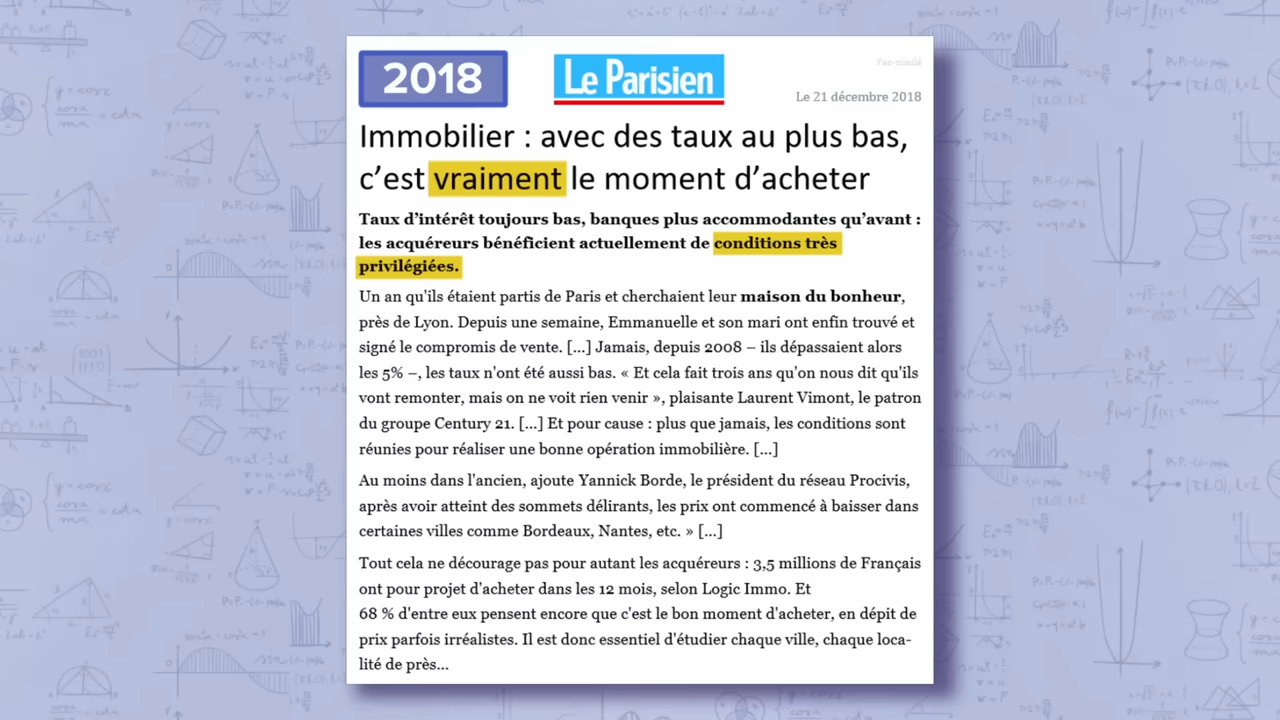 2018
Le Parisien
Fac-similé
Le 21 décembre 2018
Immobilier : avec des taux au plus bas,
c’est vraiment le moment d’acheter
Taux d’intérêt toujours bas, banques plus accommodantes qu’avant :
les acquéreurs bénéficient actuellement de conditions très
privilégiées.
Un an qu'ils étaient partis de Paris et cherchaient leur maison du bonheur,
près de Lyon. Depuis une semaine, Emmanuelle et son mari ont enfin trouvé et
signé le compromis de vente. [...] Jamais, depuis 2008 – ils dépassaient alors
les 5% –, les taux n'ont été aussi bas. « Et cela fait trois ans qu'on nous dit qu'ils
vont remonter, mais on ne voit rien venir », plaisante Laurent Vimont, le patron
du groupe Century 21. [...] Et pour cause : plus que jamais, les conditions sont
réunies pour réaliser une bonne opération immobilière. [...]
Au moins dans l'ancien, ajoute Yannick Borde, le président du réseau Procivis,
après avoir atteint des sommets délirants, les prix ont commencé à baisser dans
certaines villes comme Bordeaux, Nantes, etc. » [...]
Tout cela ne décourage pas pour autant les acquéreurs : 3,5 millions de Français
ont pour projet d'acheter dans les 12 mois, selon Logic Immo. Et
68 % d'entre eux pensent encore que c'est le bon moment d'acheter, en dépit de
prix parfois irréalistes. Il est donc essentiel d'étudier chaque ville, chaque loca-
lité de près...